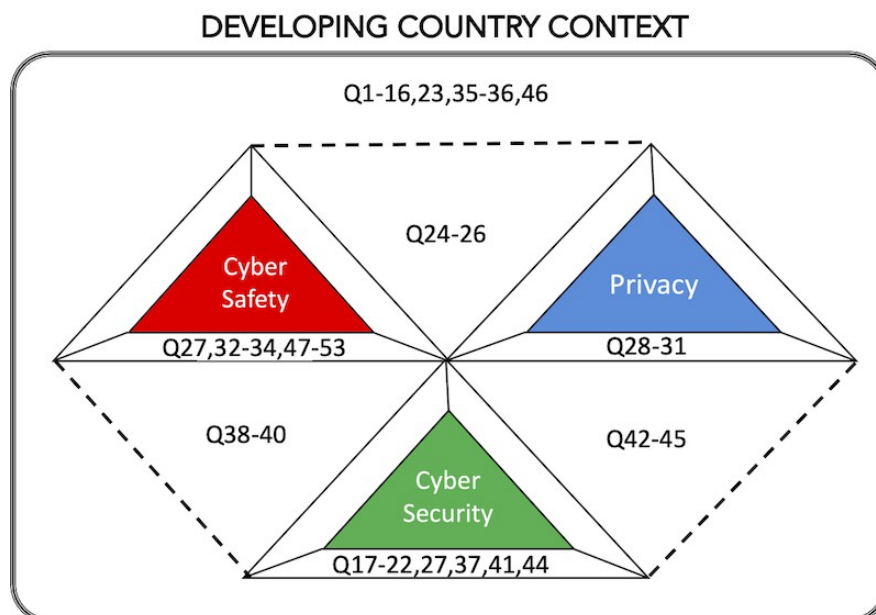 DEVELOPING COUNTRY CONTEXT
Q1-16,23,35-36,46
Q24-26
Cyber
Safety
Privacy
Q27,32-34,47-53
Q28-31
Q38-40
Q42-45
Cyber
Security
Q17-22,27,37,41,44